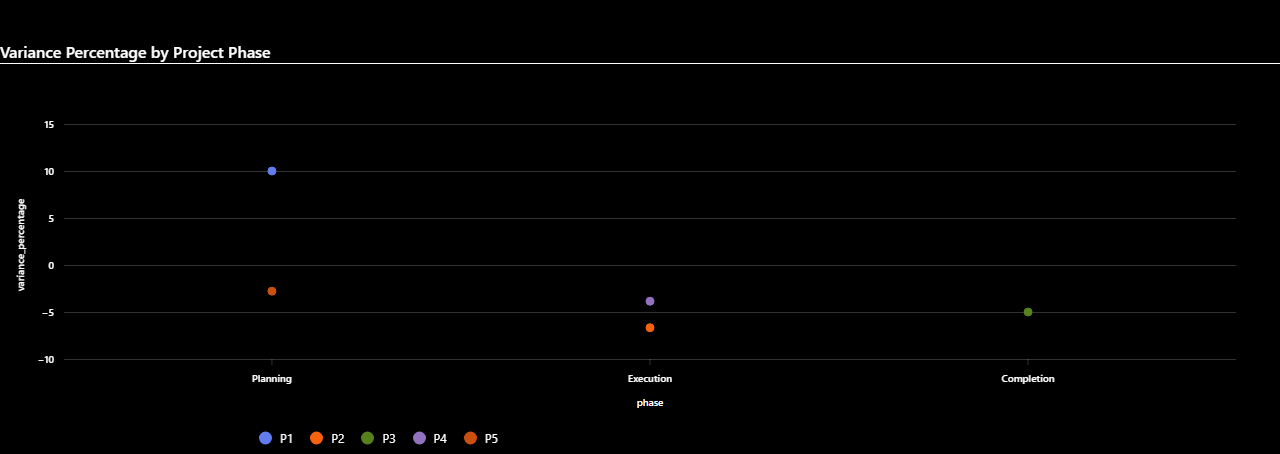 Variance Percentage by Project Phase
15
10
5
0
−5
−10
variance_percentage
Planning Execution Completion
phase
P1 P2 P3 P4 P5